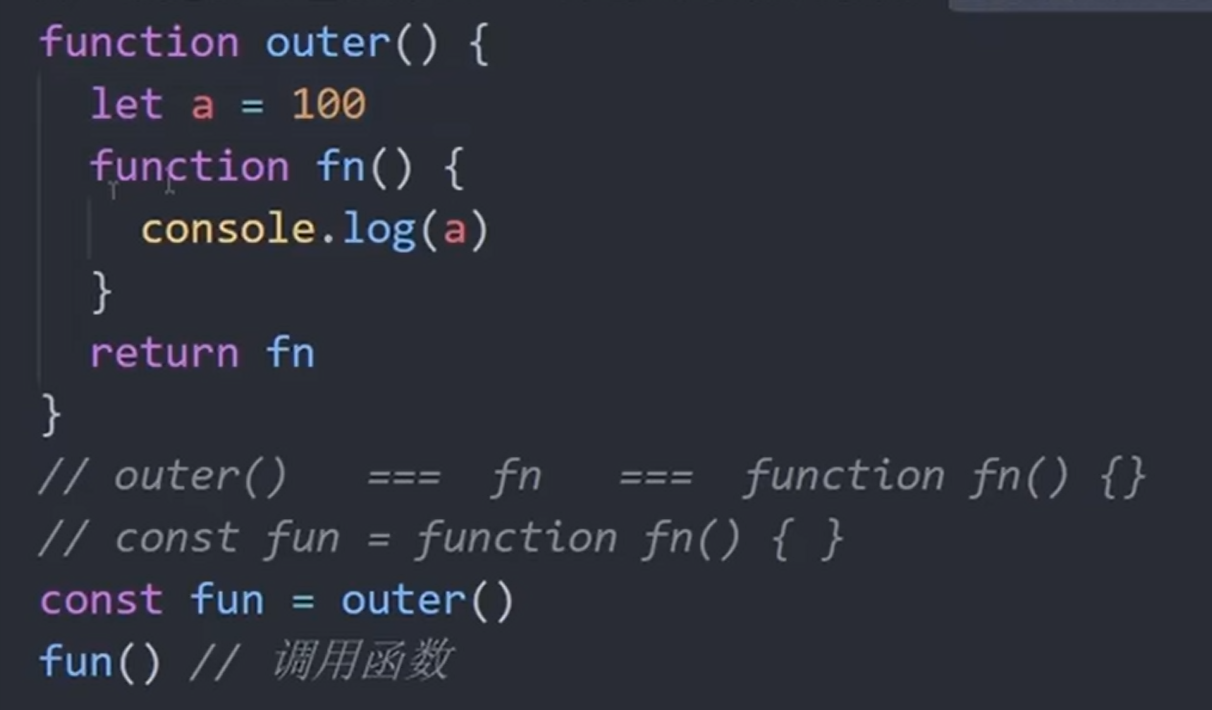 function outer() {
let a = 100
function fn() {
console.log(a)
}
return fn
}
// outer() === fn === function fn() {}
// const fun = function fn() { }
const fun = outer()
fun() // 调用函数